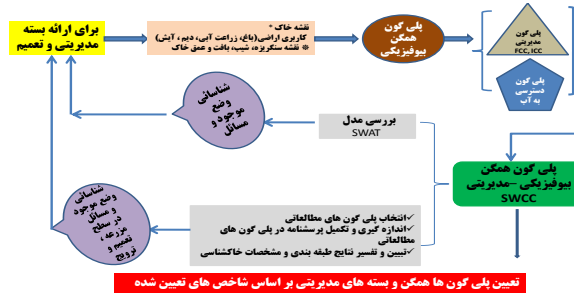 برای ارائه بسته
مدیریتی و تعمیم
نقشه خاک *
کاربری اراضی(باغ، زراعت آبی، دیم ، آیش)
* نقشه سنگریزه، شیب، بافت و عمق خاک
پلی گون
همگن
بیوفیزیکی
پلی گون
مدیریتی
FCC, ICC
پلی گون
دسترسی
به آب
شناسائی
وضع
موجود و
مسائل
بررسی مدل
SWAT
پلی گون همگن
بیوفیزیکی –مدیریتی
SWCC
شناسائی
وضع موجود
و مسائل
در سطح
مزرعه ،
تعمیم و
ترویج
✓انتخاب پلی گون های مطالعاتی
✓اندازه گیری و تکمیل پرسشنامه در پلی گون های
مطالعاتی
✓تبیین و تفسیر نتایج طبقه بندی و مشخصات خاکشناسی
تعیین پلی گون ها همگن و بسته های مدیریتی بر اساس شاخص های تعیین شده